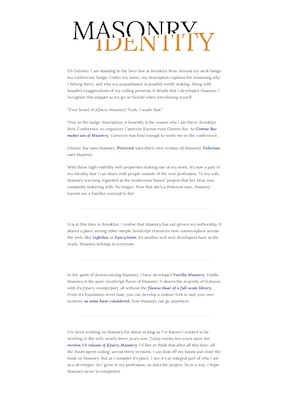 MASONRY
IDENTITY
It's October. I am standing in the beer line at Brooklyn Beta. Around my neck hangs
my conference badge. Under my name, my description explains the reasoning why
I belong there, and why my acquaintance is possibly worth making. Along with
boastful exaggerations of my coding prowess, it details that I developed Masonry. I
recognize this snippet as my go-to factoid when introducing myself.
"Ever heard of jQuery Masonry? Yeah. I made that."
True to the badge description, it honestly is the reason why I am there. Brooklyn
Beta Conference co-organizer Cameron Koczon runs Gimme Bar. As Gimme Bar
makes use of Masonry, Cameron was kind enough to invite me to the conference.
Gimme Bar uses Masonry. Pinterest uses (their own version of) Masonry. Delicious
uses Masonry.
With these high-visibility web properties making use of my work, it's now a part of
my identity that I can share with people outside of the web profession. To my wife,
Masonry was long regarded as the mysterious "boxes" project that her beau was
constantly tinkering with. No longer. Now that she's a Pinterest user, Masonry
layouts are a familiar concept to her.
It is at this time in Brooklyn, I realize that Masonry has out-grown my authorship. It
shares a place among other simple JavaScript resources now commonplace across
the web, like Lightbox or FancyZoom. It's another tool web developers have at the
ready. Masonry belongs to everyone.
In the spirit of democratizing Masonry, I have developed Vanilla Masonry. Vanilla
Masonry is the pure JavaScript flavor of Masonry. It shares the majority of features
with it's jQuery counterpart, all without the filesize bloat of a full-scale library.
From it's foundation-level base, you can develop a custom fork to suit your own
motives, as some have considered. Now Masonry can go anywhere.
I've been working on Masonry for about as long as I've known I wanted to be
working in the web, nearly three years now. Today marks two years since the
version 1.0 release of jQuery Masonry. I'd like to think that after all this time, all
the hours spent coding, across three versions, I can dust off my hands and close the
book on Masonry. But as I consider it's place, I see it's an integral part of who I am
as a developer. As I grow in my profession, as does the project. So in a way, I hope
Masonry never is completed.